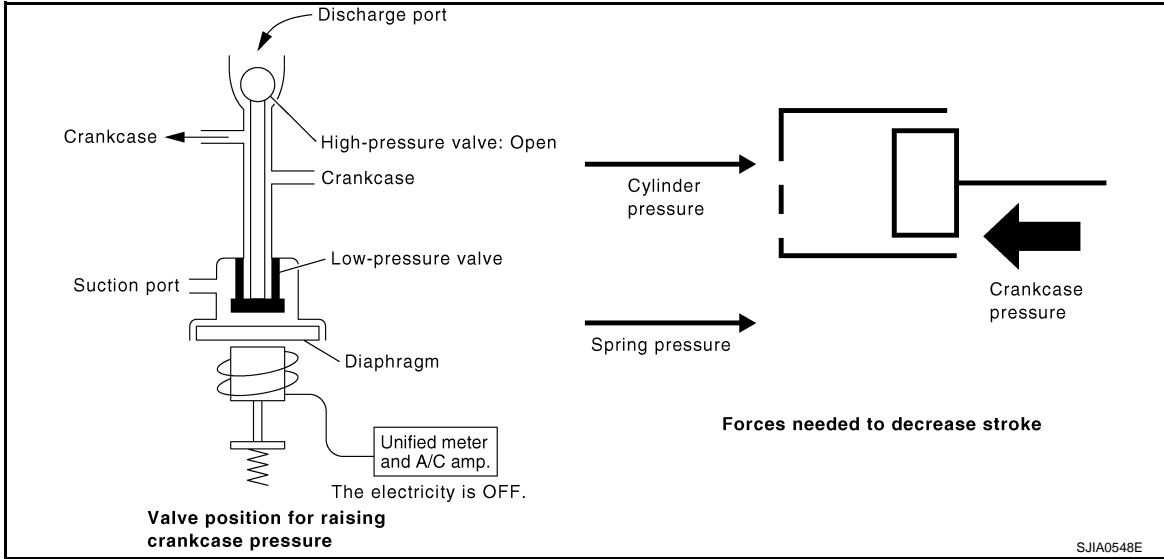 Discharge port
Crankcase
High-pressure valve: Open
Crankcase
Low-pressure valve
Suction port
Diaphragm
Unified meter
and A/C amp.
The electricity is OFF.
Valve position for raising
crankcase pressure
Cylinder
pressure
Crankcase
pressure
Spring pressure
Forces needed to decrease stroke
SJIA0548E